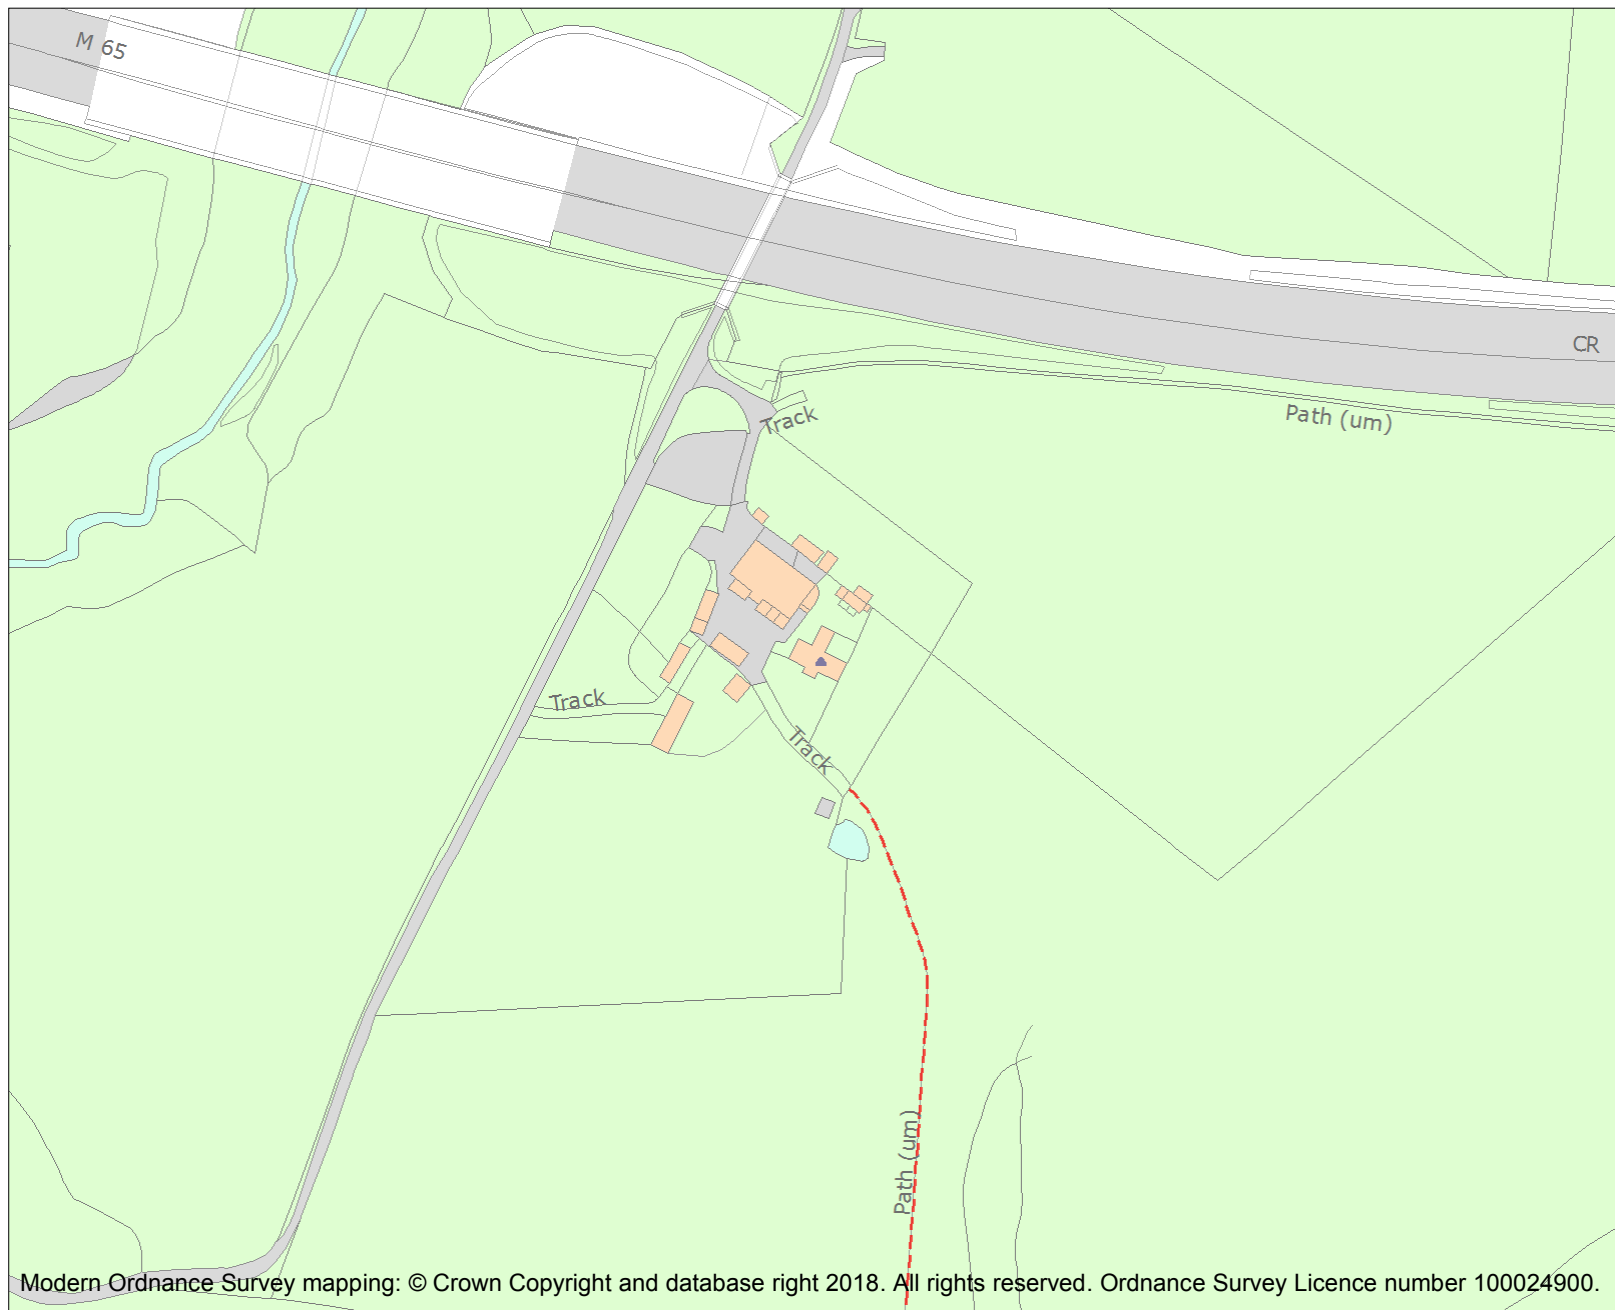 M 65
CR
Track
Path (um)
Track
Track
Path (um)
Modern Ordnance Survey mapping: © Crown Copyright and database right 2018. All rights reserved. Ordnance Survey Licence number 100024900.